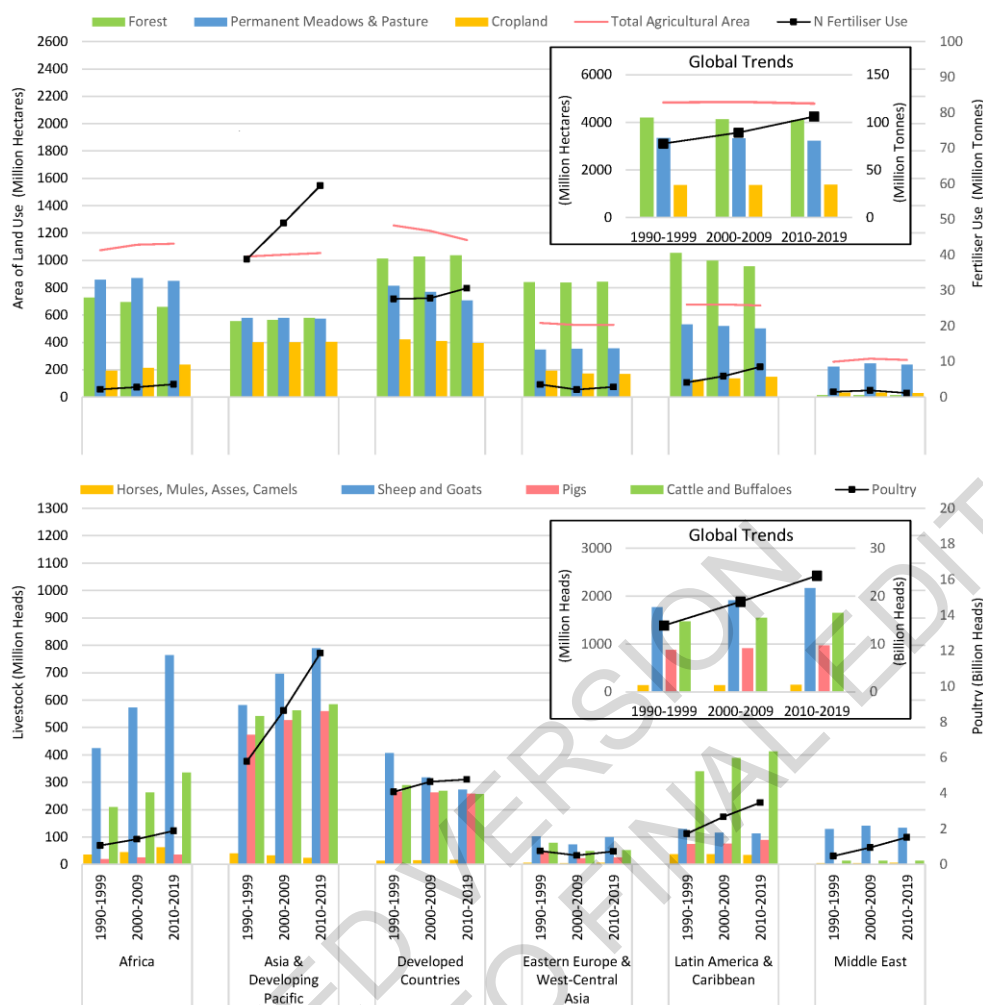 Forest Permanent Meadows & Pasture Cropland Total Agricultural Area N Fertiliser Use
2600
2400
2200
2000
1800
1600
1400
1200
1000
800
600
400
200
0
Area of Land Use (Million Hectares)
100
90
80
70
60
50
40
30
20
10
0
Fertiliser Use (Million Tonnes)
Global Trends
6000
4000
2000
0
(Million Hectares)
150
100
50
0
(Million Tonnes)
1990-1999 2000-2009 2010-2019
Horses, Mules, Asses, Camels Sheep and Goats Pigs Cattle and Buffaloes Poultry
1300
1200
1100
1000
900
800
700
600
500
400
300
200
100
0
Livestock (Million Heads)
20
18
16
14
12
10
8
6
4
2
0
Poultry (Billion Heads)
Global Trends
3000
2000
1000
0
(Million Heads)
30
20
10
0
(Billion Heads)
1990-1999 2000-2009 2010-2019
1990-1999 2000-2009 2010-2019 1990-1999 2000-2009 2010-2019 1990-1999 2000-2009 2010-2019 1990-1999 2000-2009 2010-2019 1990-1999 2000-2009 2010-2019 1990-1999 2000-2009 2010-2019
Africa
Asia &
Developing
Pacific
Developed
Countries
Eastern Europe &
West-Central
Asia
Latin America &
Caribbean
Middle East
ED VERSION
TO FINAL EDIT